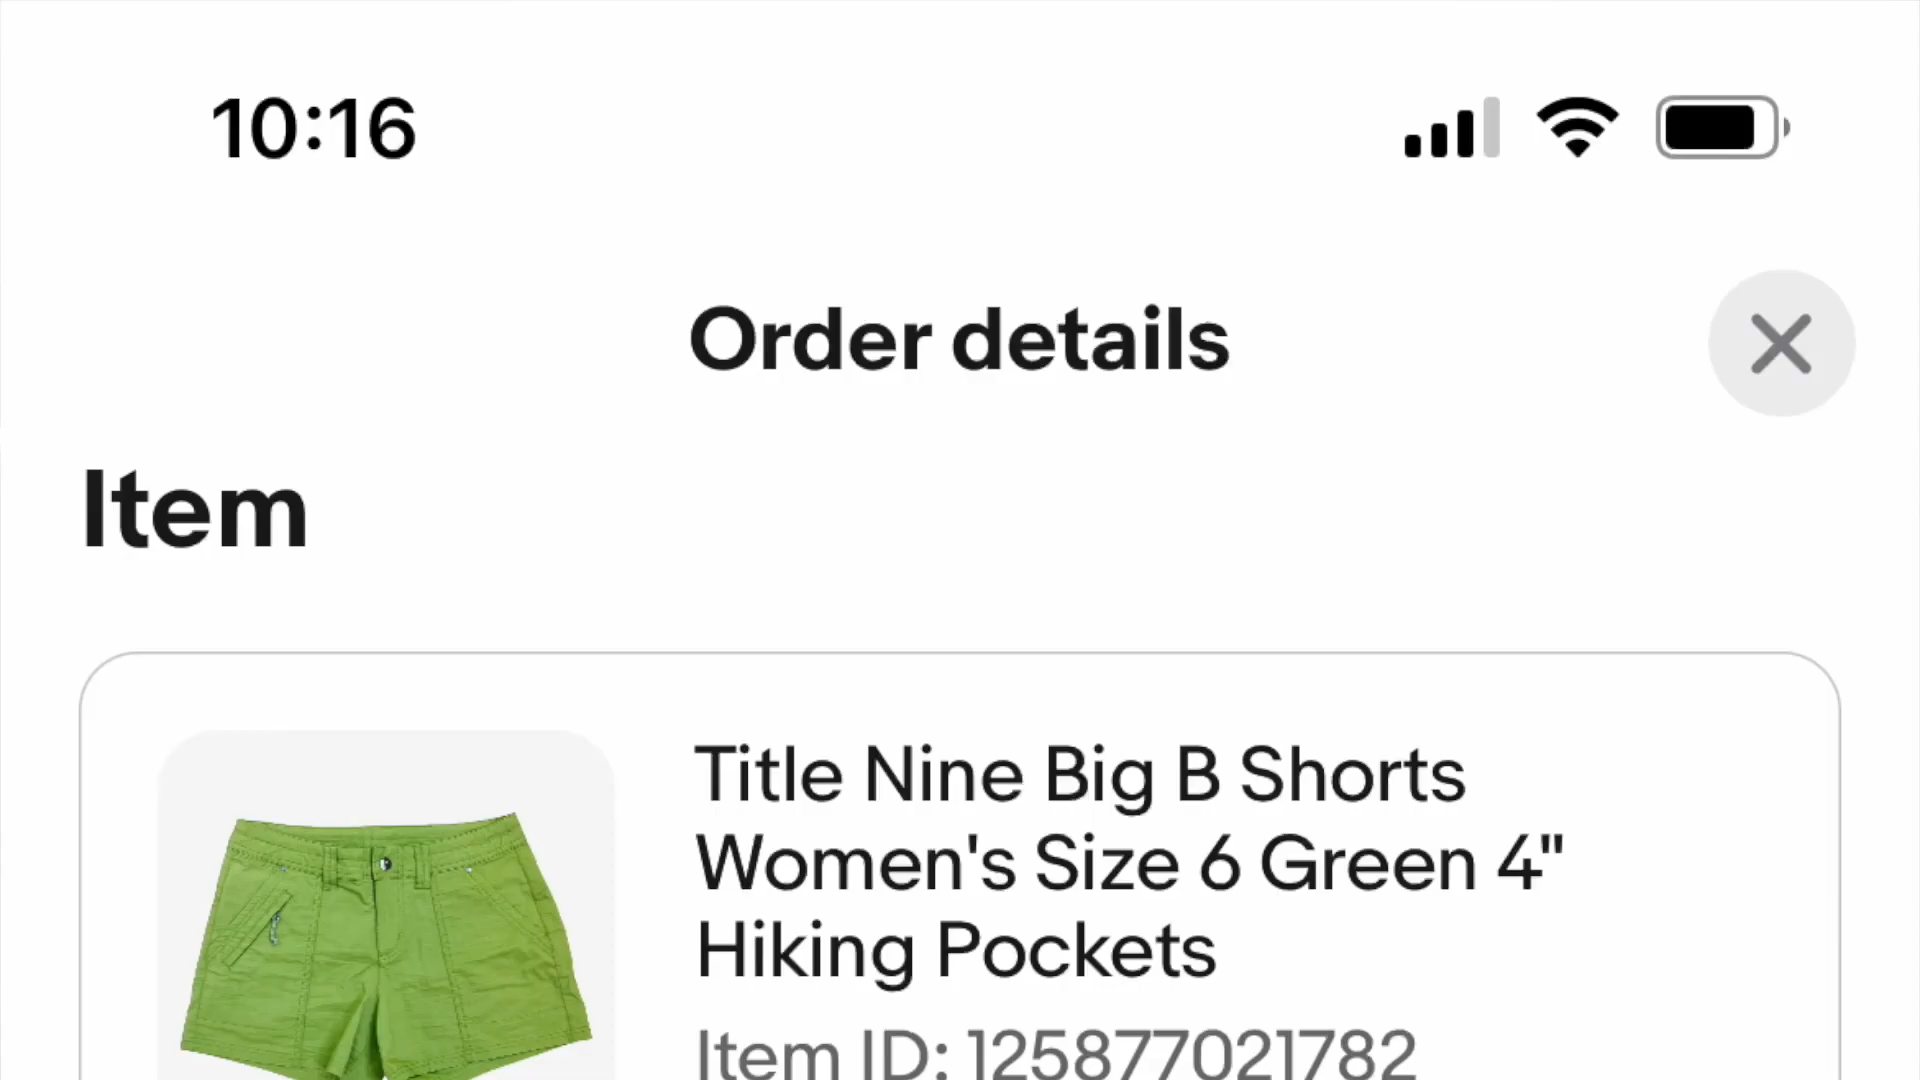 10:16
Order details
Item
Title Nine Big B Shorts
Women's Size 6 Green 4"
Hiking Pockets
Item ID: 125877021782